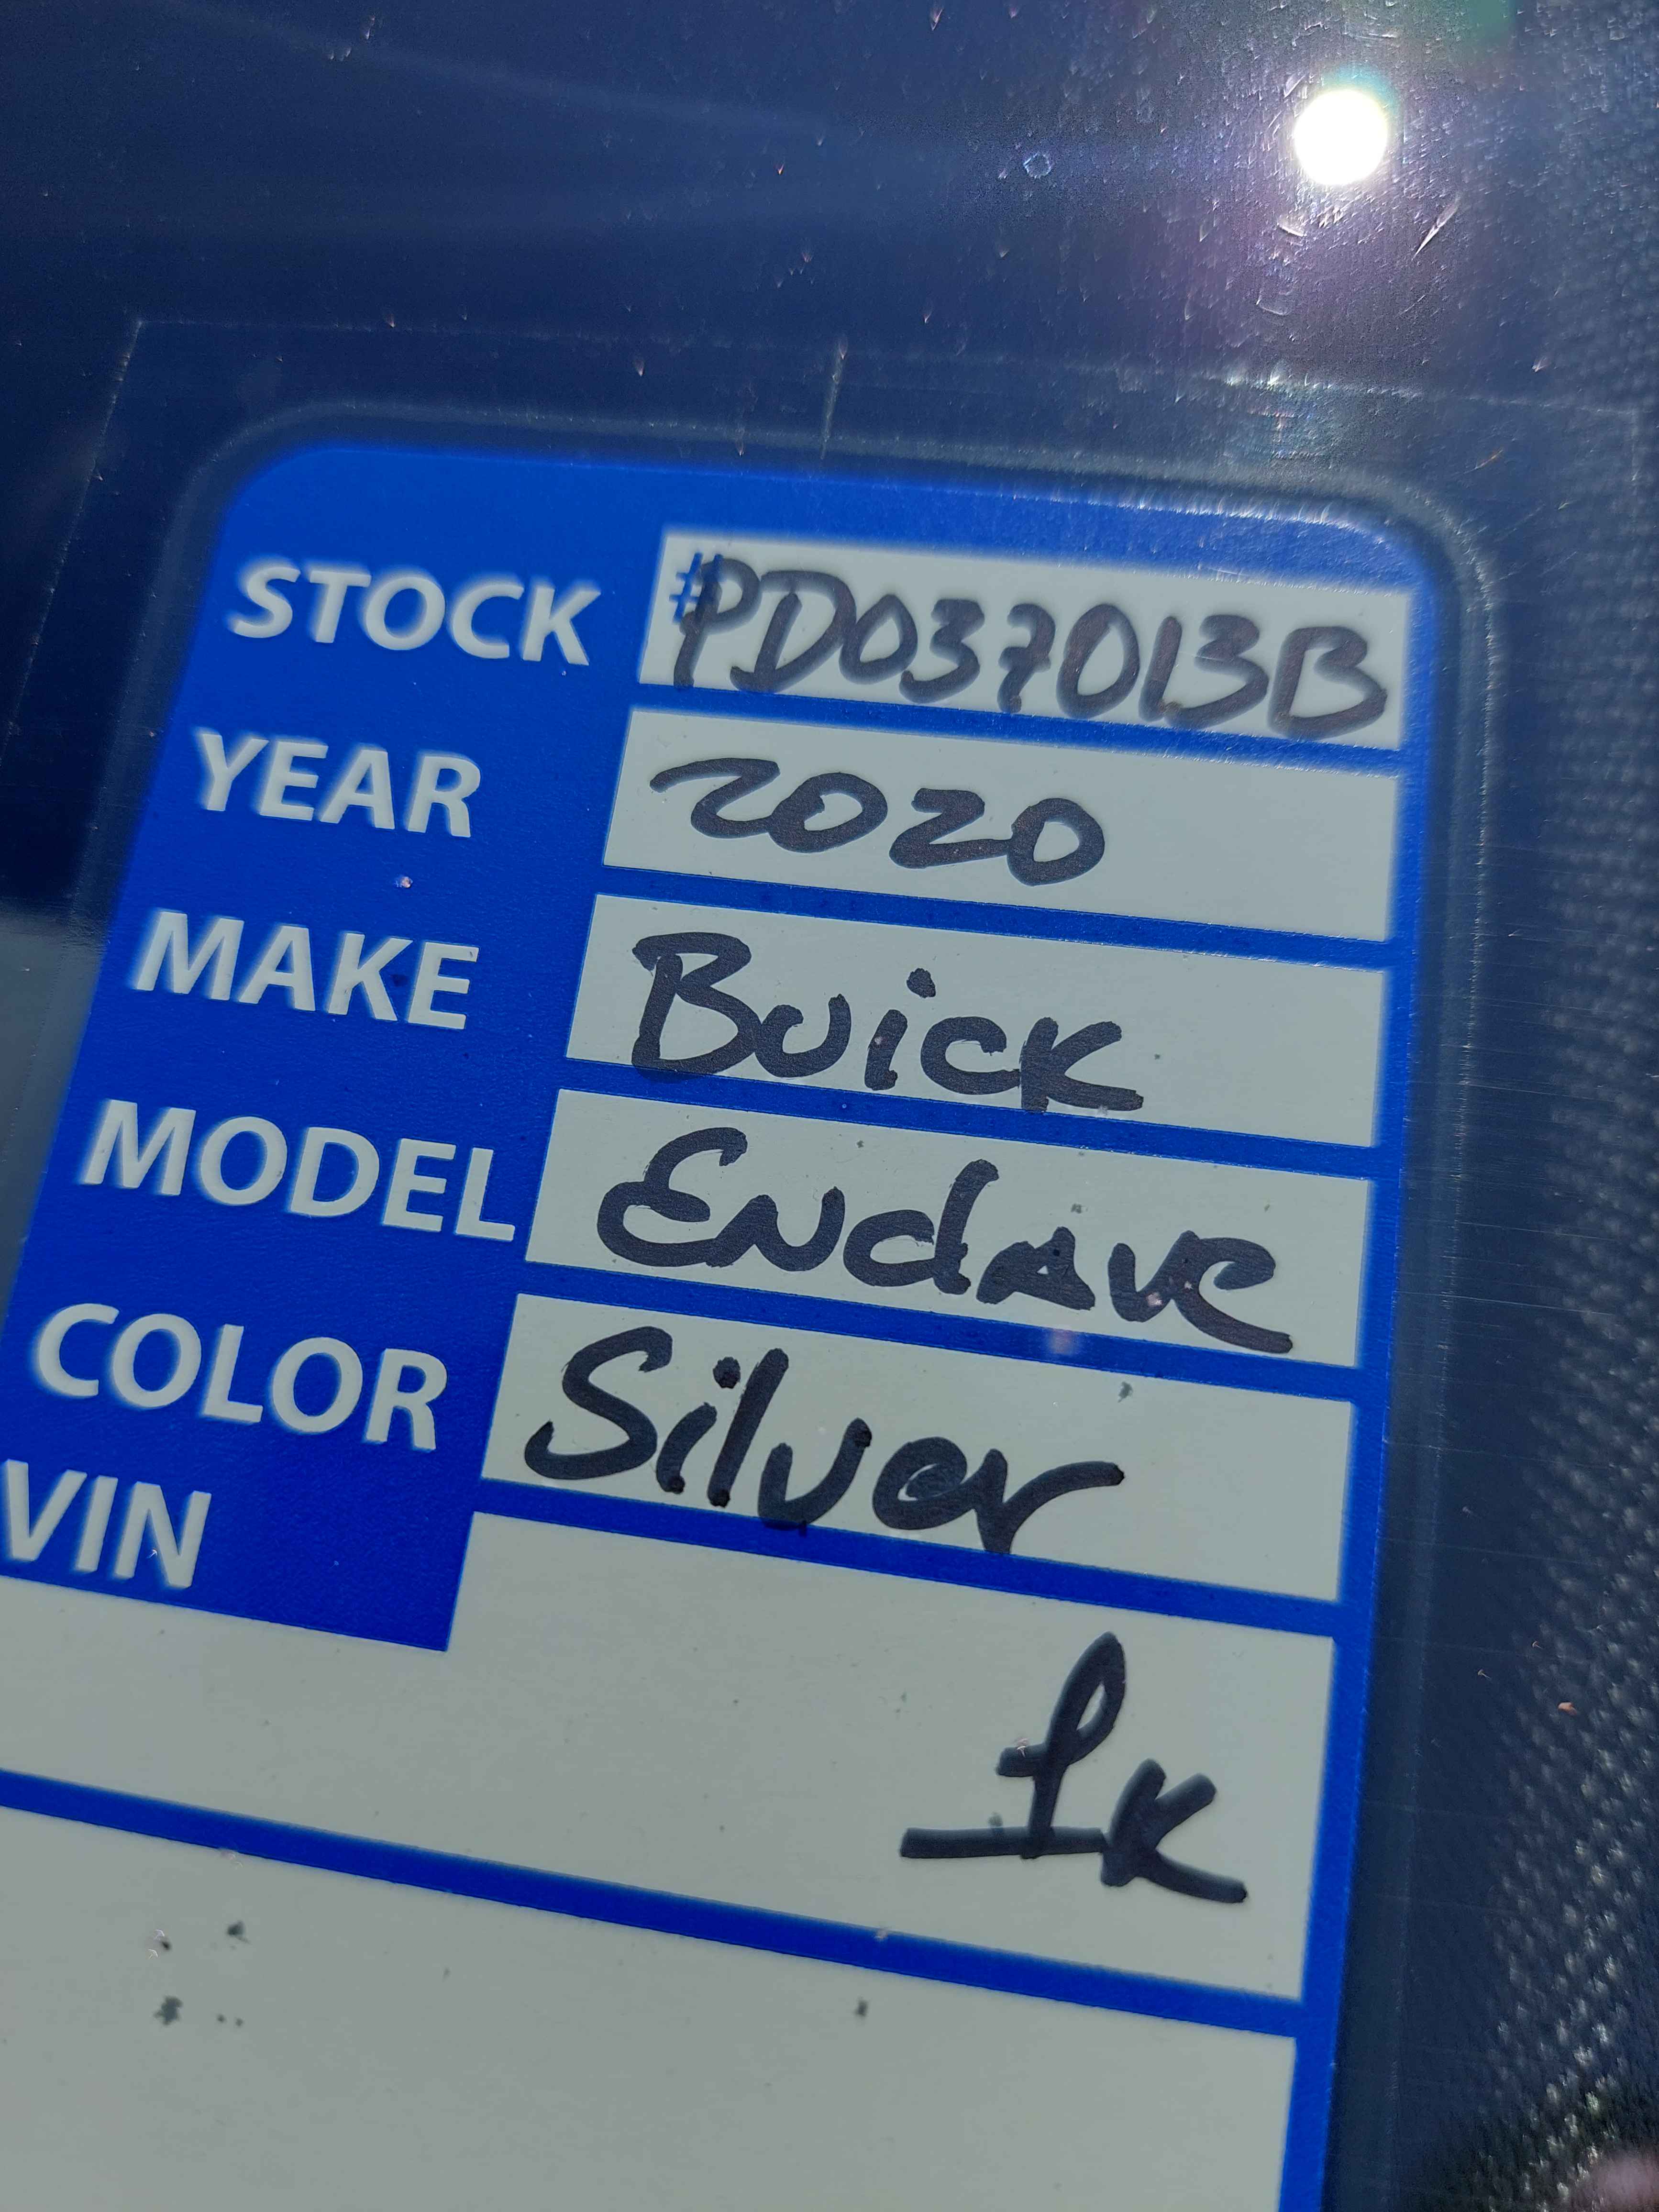 STOCK #PD037013B
YEAR 2020
MAKE Buick
MODEL Enclave
COLOR Silver
VIN
1K